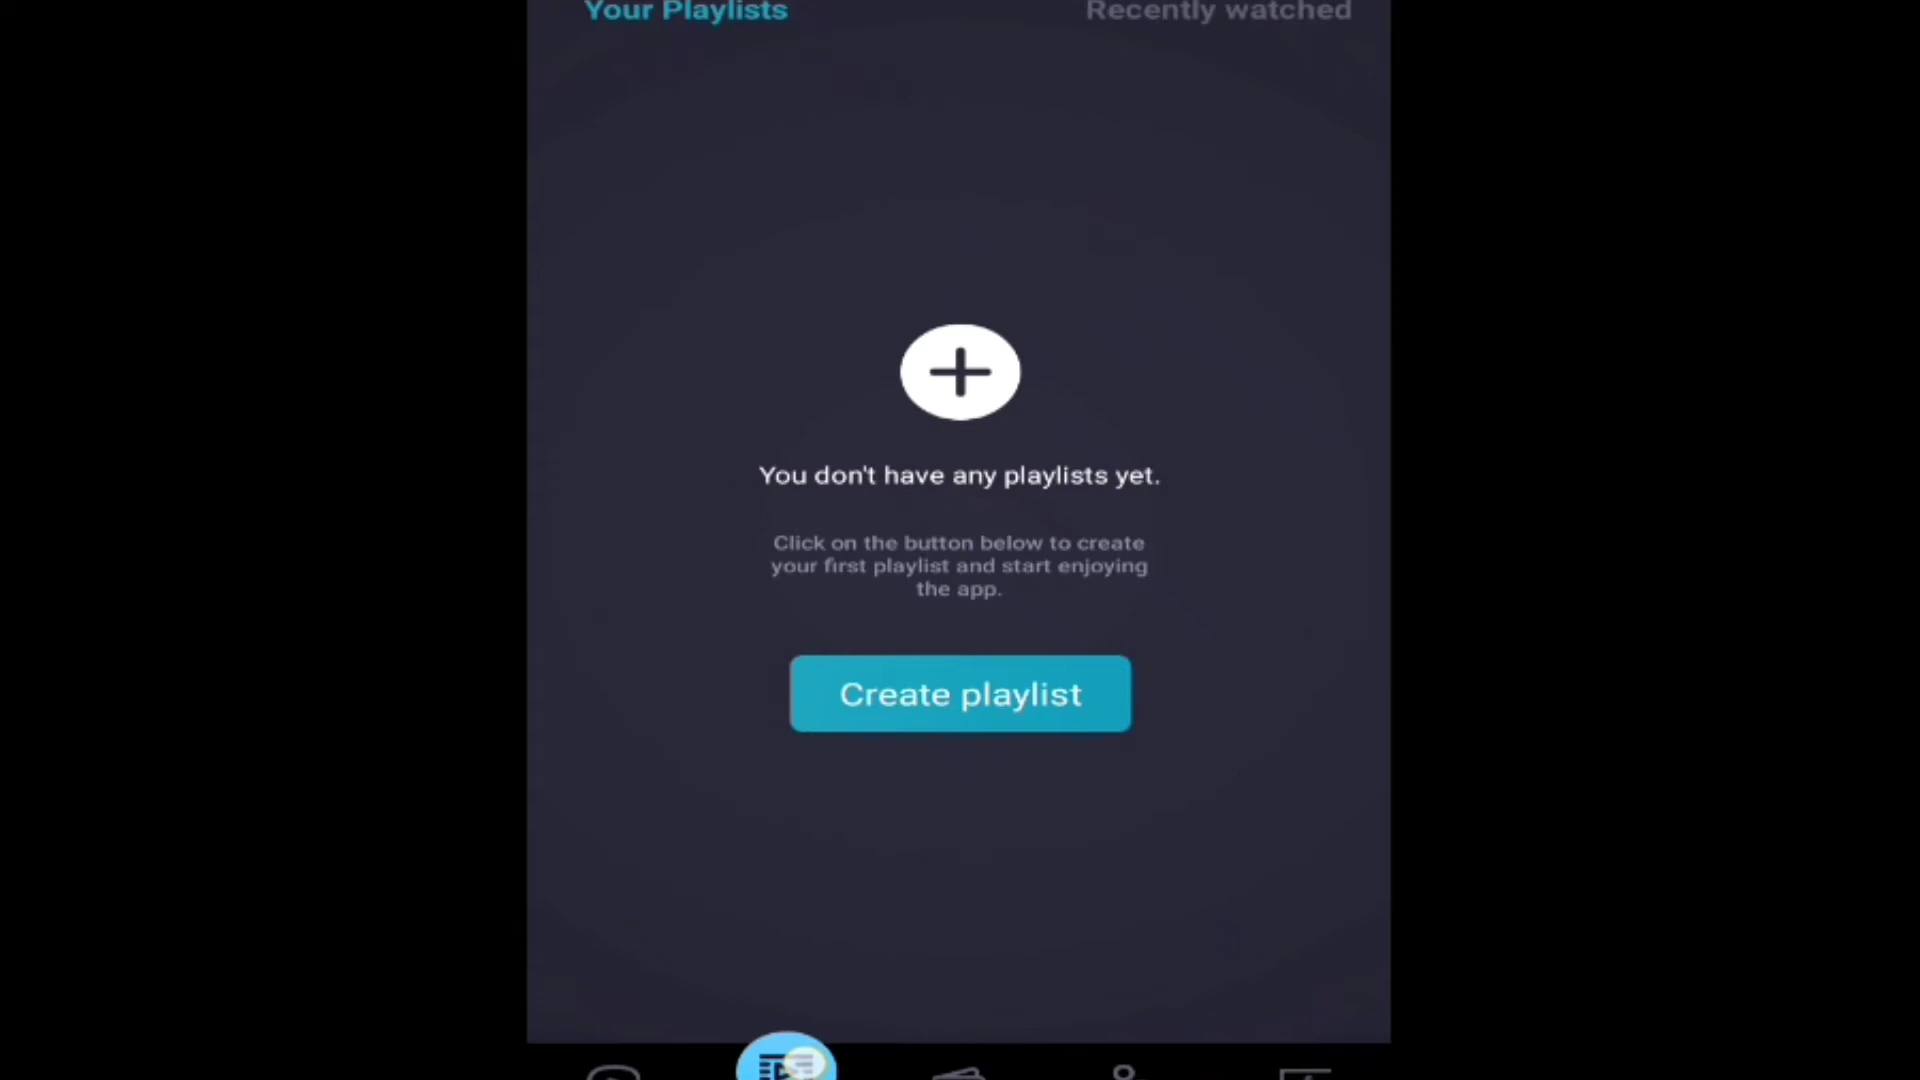 Your Playlists
Recently watched
You don't have any playlists yet.
Click on the button below to create
your first playlist and start enjoying
the app.
Create playlist